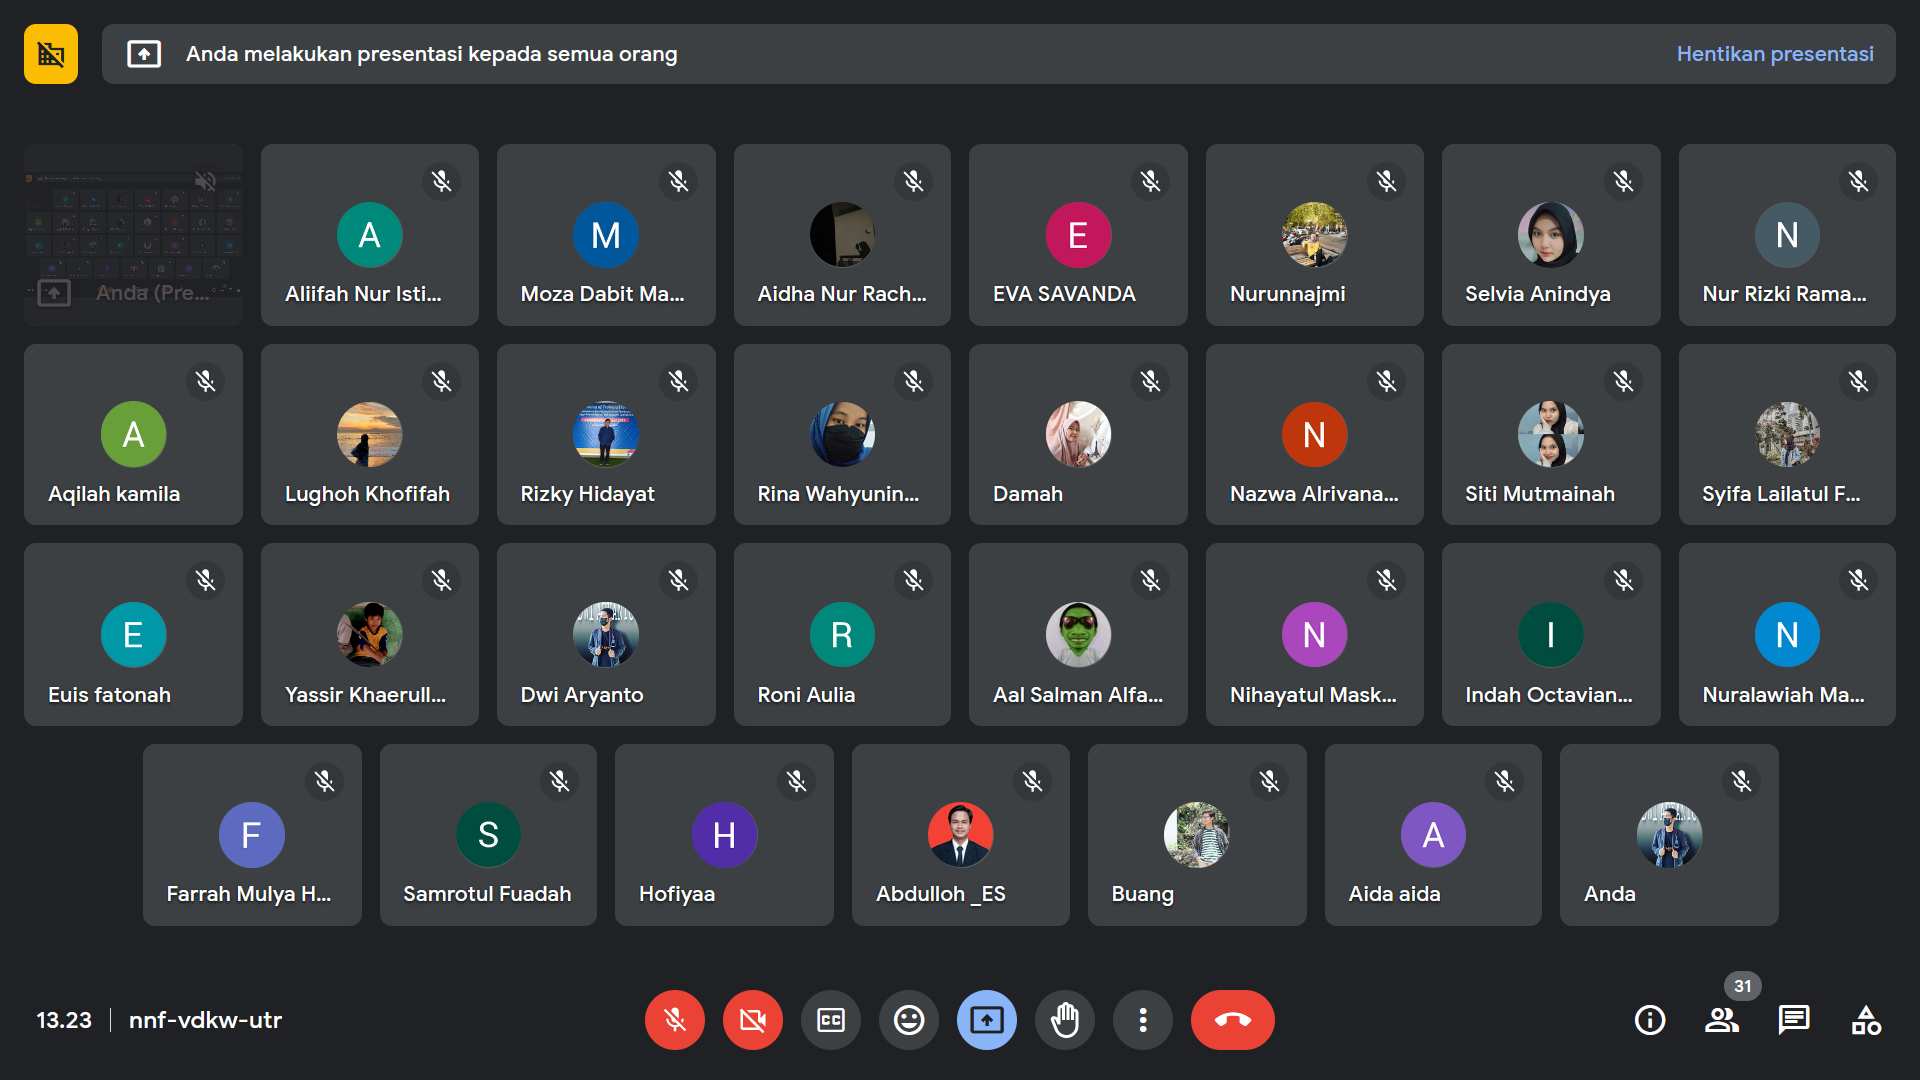 Anda melakukan presentasi kepada semua orang
Hentikan presentasi
Anda (Pre...
A
Aliifah Nur Isti...
M
Moza Dabit Ma...
Aidha Nur Rach...
E
EVA SAVANDA
Nurunnajmi
Selvia Anindya
N
Nur Rizki Rama...
A
Aqilah kamila
Lughoh Khofifah
Rizky Hidayat
Rina Wahyunin...
Damah
N
Nazwa Alrivana...
Siti Mutmainah
Syifa Lailatul F...
E
Euis fatonah
Yassir Khaerull...
Dwi Aryanto
R
Roni Aulia
Aal Salman Alfa...
N
Nihayatul Mask...
I
Indah Octavian...
N
Nuralawiah Ma...
F
Farrah Mulya H...
S
Samrotul Fuadah
H
Hofiyaa
Abdulloh _ES
Buang
A
Aida aida
Anda
13.23
nnf-vdkw-utr
CC
31